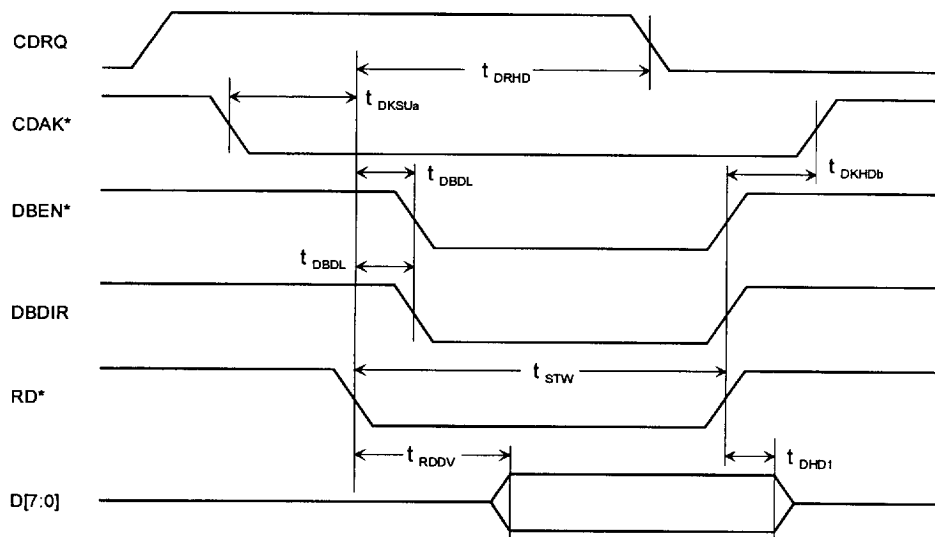 CDRQ
t DRHD
t DKSUa
CDAK*
t DBDL
t DKHDb
DBEN*
t DBDL
DBDIR
t STW
RD*
t RDDV
t DHD1
D[7:0]